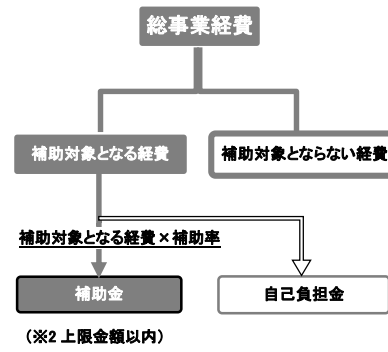 総事業経費
補助対象となる経費
補助対象とならない経費
補助対象となる経費×補助率
補助金
自己負担金
(※2 上限金額以内)